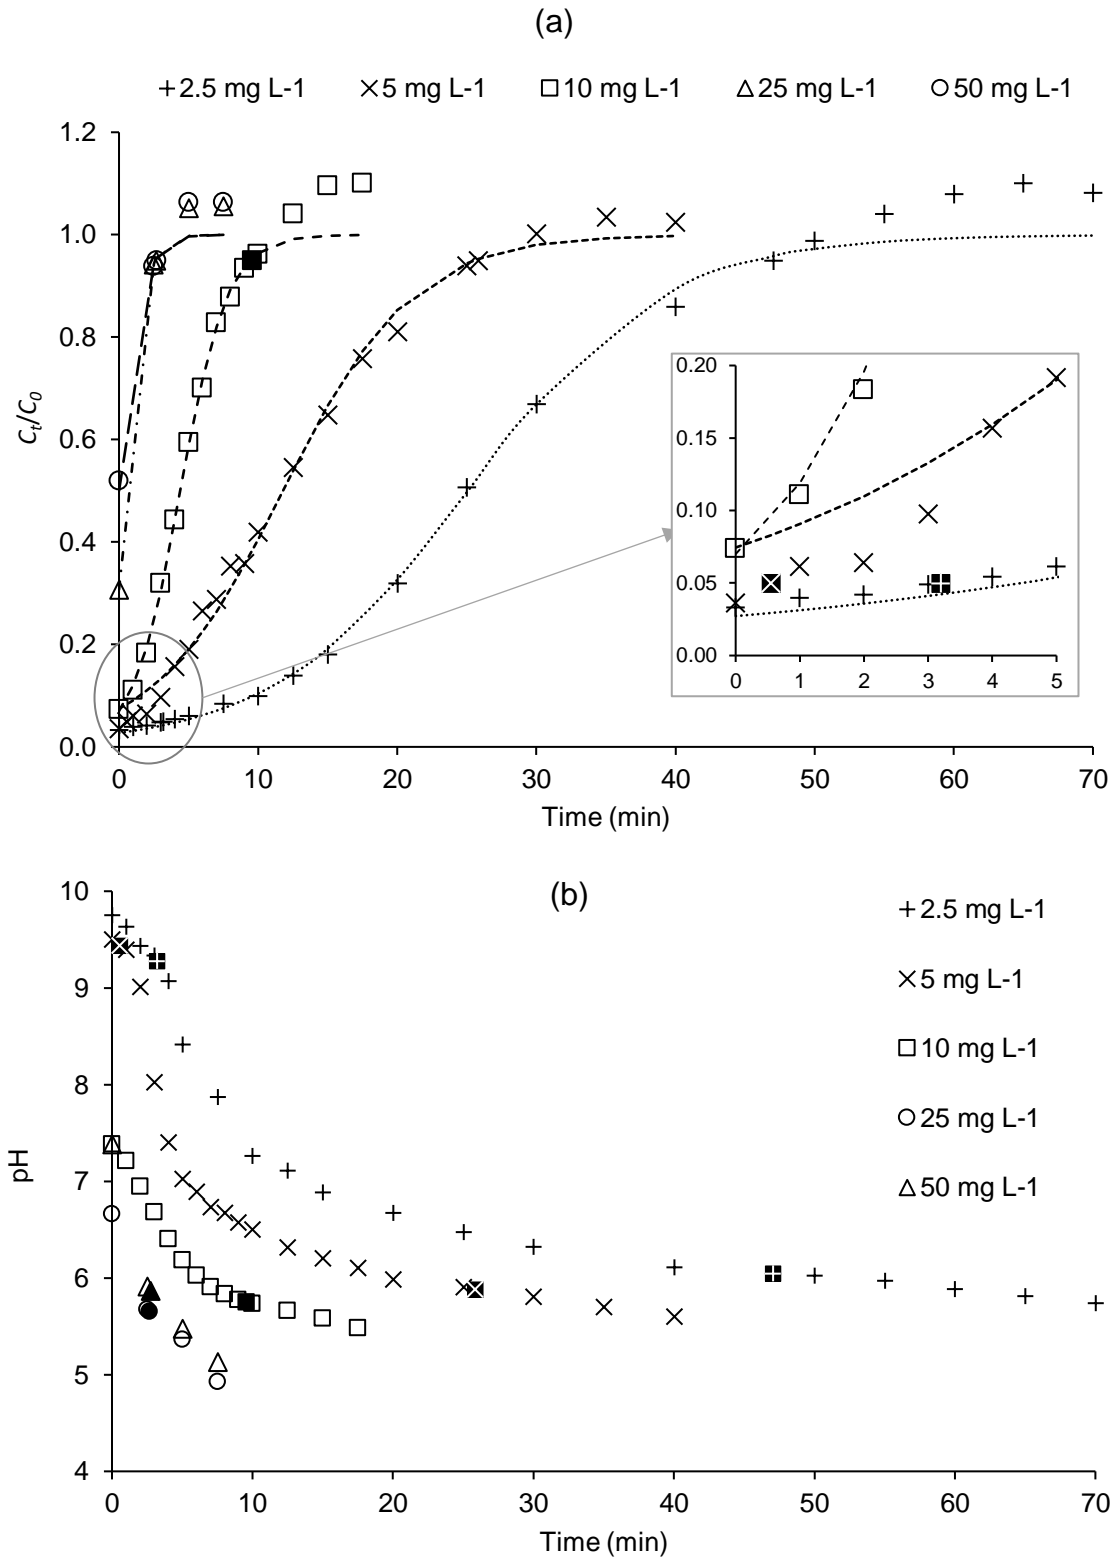 (a)
2.5 mg L-1 5 mg L-1 10 mg L-1 25 mg L-1 50 mg L-1
1.2
1.0
0.8
0.6
0.4
0.2
0.0
Ct/C0
0 10 20 30 40 50 60 70
Time (min)
0.20
0.15
0.10
0.05
0.00
0 1 2 3 4 5
(b)
10
9
8
7
6
5
4
pH
2.5 mg L-1
5 mg L-1
10 mg L-1
25 mg L-1
50 mg L-1
0 10 20 30 40 50 60 70
Time (min)